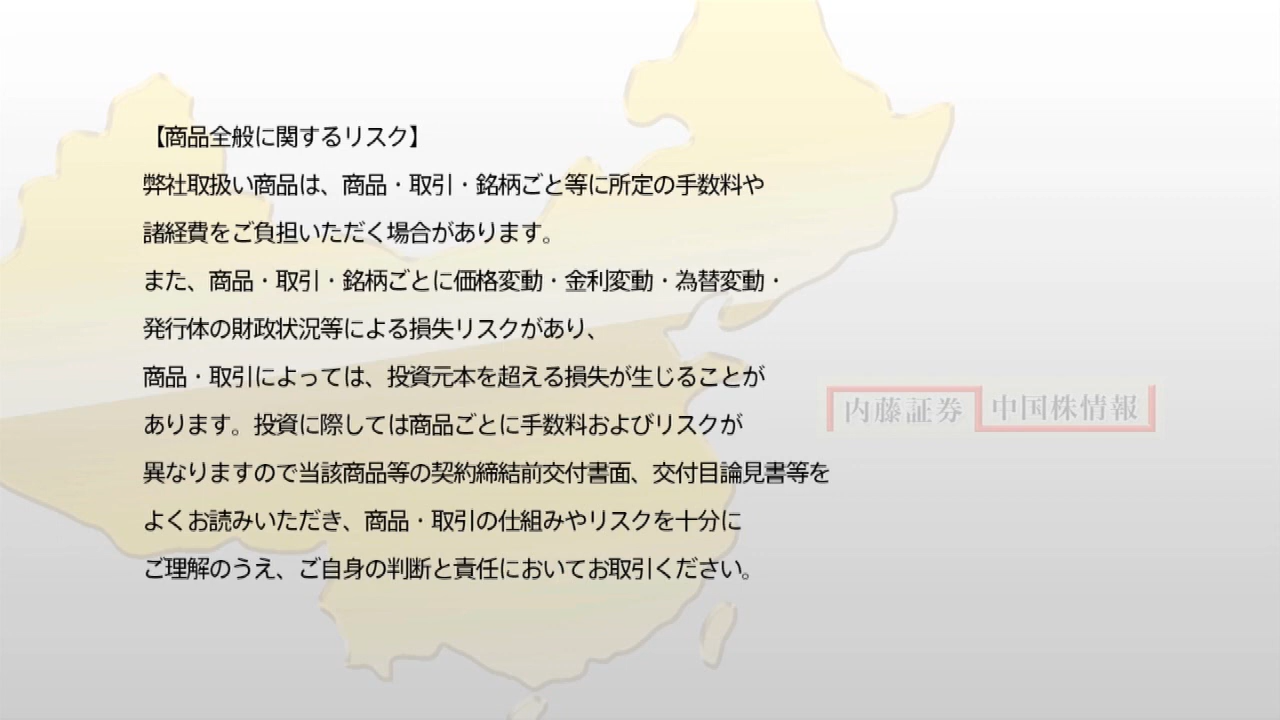 【商品全般に関するリスク】
弊社取扱い商品は、商品・取引・銘柄ごと等に所定の手数料や
諸経費をご負担いただく場合があります。
また、商品・取引・銘柄ごとに価格変動・金利変動・為替変動・
発行体の財政状況等による損失リスクがあり、
商品・取引によっては、投資元本を超える損失が生じることが
あります。投資に際しては商品ごとに手数料およびリスクが
異なりますので当該商品等の契約締結前交付書面、交付目論見書等を
よくお読みいただき、商品・取引の仕組みやリスクを十分に
ご理解のうえ、ご自身の判断と責任においてお取引ください。
内藤証券 中国株情報